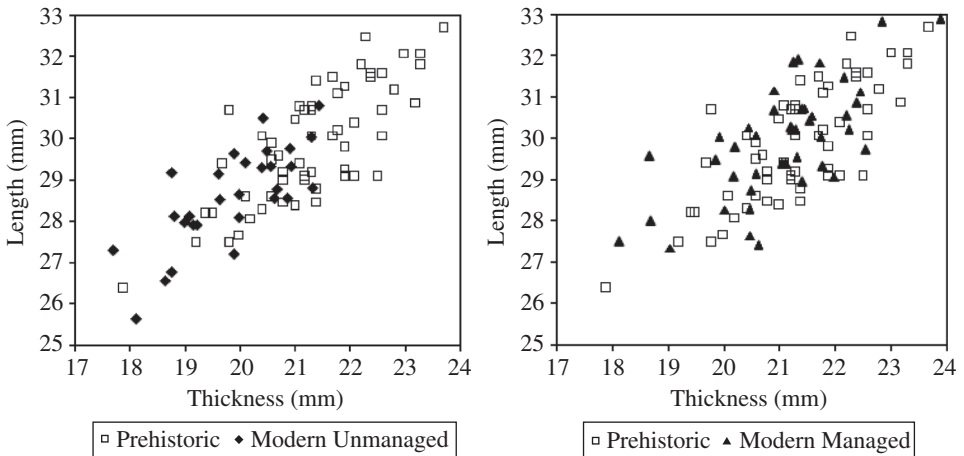 33
32
31
30
29
28
27
26
25
Length (mm)
17 18 19 20 21 22 23 24
Thickness (mm)
Prehistoric Modern Unmanaged
33
32
31
30
29
28
27
26
25
Length (mm)
17 18 19 20 21 22 23 24
Thickness (mm)
Prehistoric Modern Managed